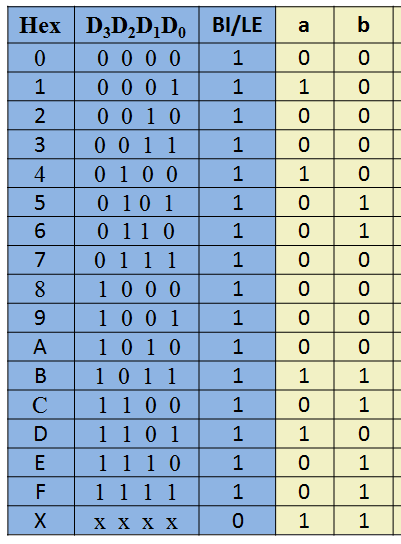 Hex D₃D₂D₁D₀ BI/LE a b
0 0 0 0 0 1 0 0
1 0 0 0 1 1 1 0
2 0 0 1 0 1 0 0
3 0 0 1 1 1 0 0
4 0 1 0 0 1 1 0
5 0 1 0 1 1 0 1
6 0 1 1 0 1 0 1
7 0 1 1 1 1 0 0
8 1 0 0 0 1 0 0
9 1 0 0 1 1 0 0
A 1 0 1 0 1 0 0
B 1 0 1 1 1 1 1
C 1 1 0 0 1 0 1
D 1 1 0 1 1 1 0
E 1 1 1 0 1 0 1
F 1 1 1 1 1 0 1
X x x x x 0 1 1